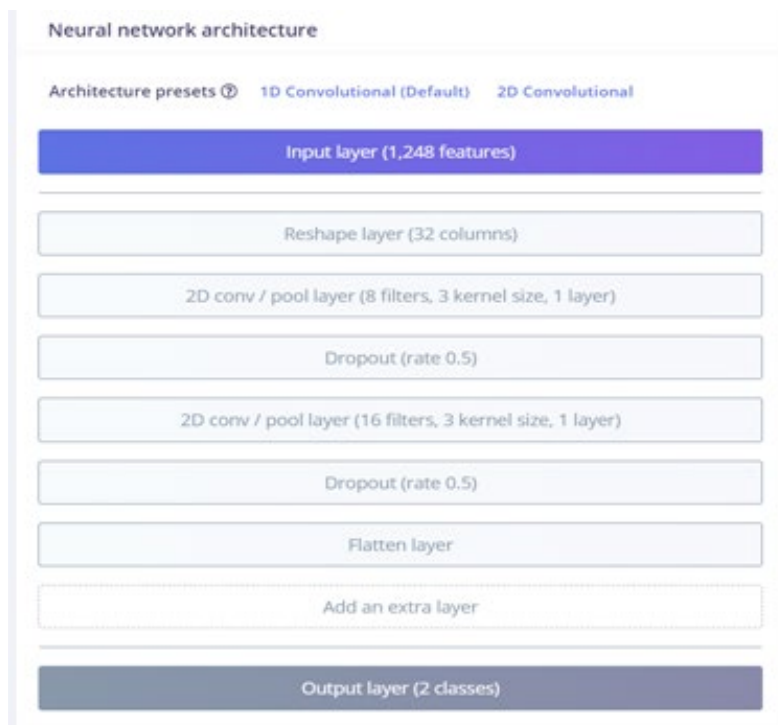 Neural network architecture
Architecture presets ? 1D Convolutional (Default) 2D Convolutional
Input layer (1,248 features)
Reshape layer (32 columns)
2D conv / pool layer (8 filters, 3 kernel size, 1 layer)
Dropout (rate 0.5)
2D conv / pool layer (16 filters, 3 kernel size, 1 layer)
Dropout (rate 0.5)
Flatten layer
Add an extra layer
Output layer (2 classes)